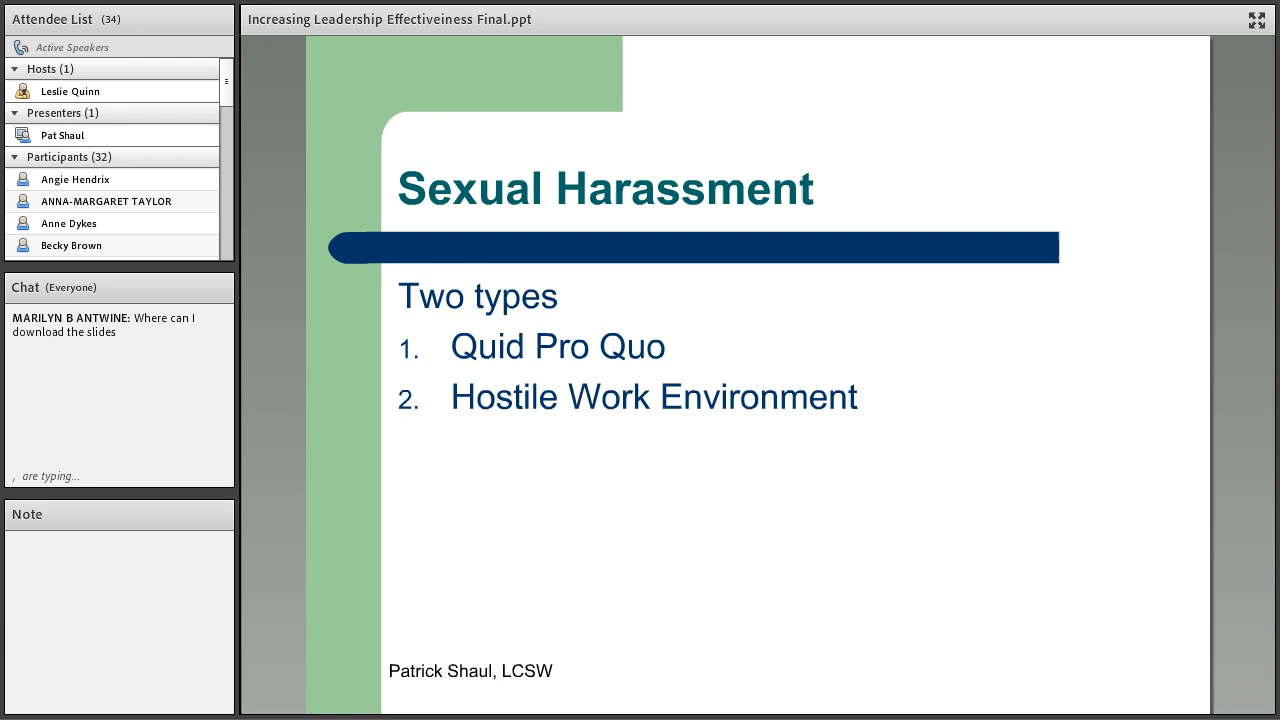 Attendee List (34)
Active Speakers
Hosts (1)
Leslie Quinn
Presenters (1)
Pat Shaul
Participants (32)
Angie Hendrix
ANNA-MARGARET TAYLOR
Anne Dykes
Becky Brown
Chat (Everyone)
MARILYN B ANTWINE: Where can I
download the slides
, are typing...
Note
Increasing Leadership Effectiveiness Final.ppt
Sexual Harassment
Two types
1. Quid Pro Quo
2. Hostile Work Environment
Patrick Shaul, LCSW